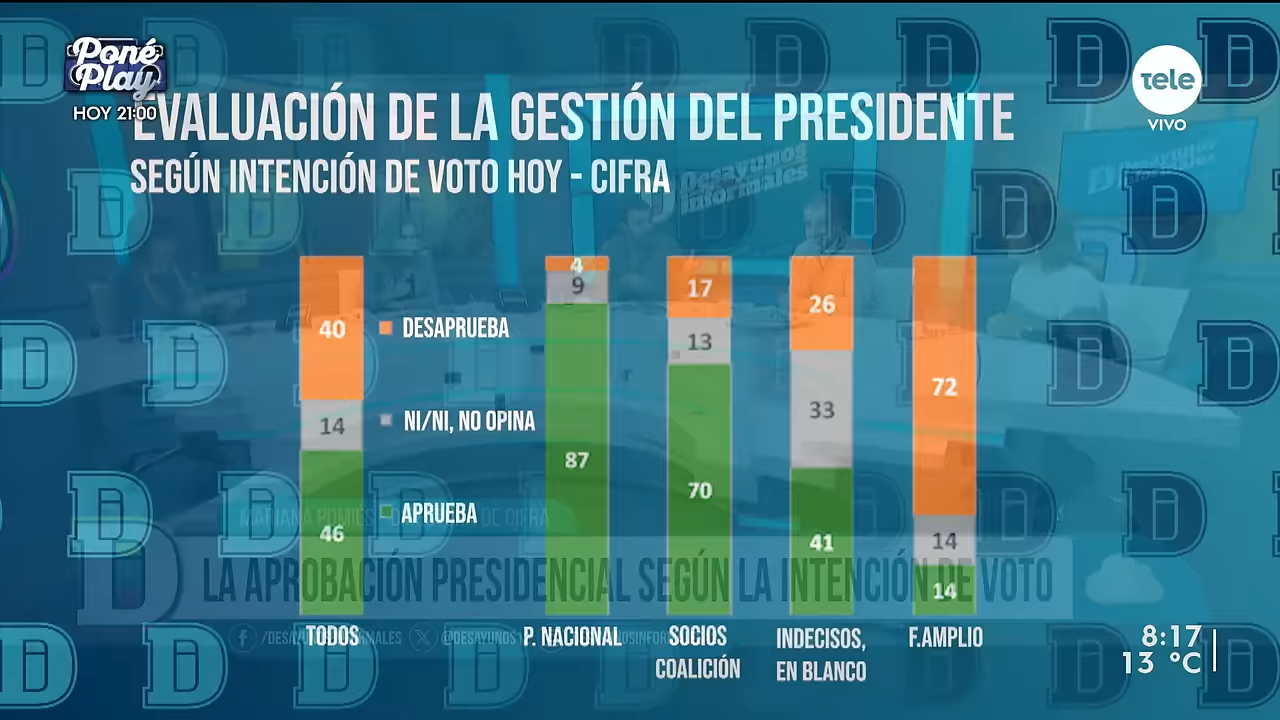 Poné
Play
HOY 21:00
tele
VIVO
EVALUACIÓN DE LA GESTIÓN DEL PRESIDENTE
SEGÚN INTENCIÓN DE VOTO HOY - CIFRA
Desayunos
informales
40
DESAPRUEBA
14
NI/NI, NO OPINA
46
APRUEBA
4
9
87
17
13
70
26
33
41
72
14
14
LA APROBACIÓN PRESIDENCIAL SEGÚN LA INTENCIÓN DE VOTO
TODOS
P. NACIONAL
SOCIOS
COALICIÓN
INDECISOS,
EN BLANCO
F.AMPLIO
8:17
13 °C